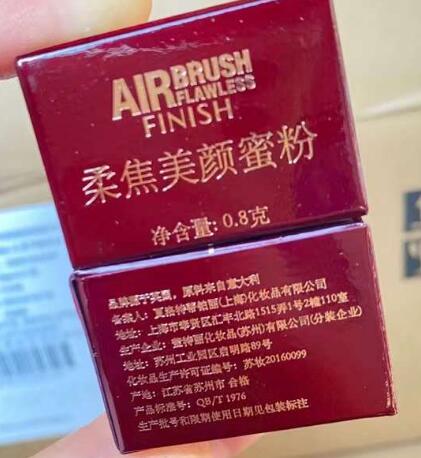 AIRBRUSH
FLAWLESS
FINISH
柔焦美颜蜜粉
净含量: 0.8克
品牌源于英国，原料来自意大利
备案人：夏洛特蒂铂丽(上海)化妆品有限公司
地址：上海市奉贤区汇丰北路1515弄1号2幢110室
生产企业：莹特丽化妆品(苏州)有限公司(分装企业)
地址：苏州工业园区启明路89号
化妆品生产许可证编号：苏妆20160099
产地：江苏省苏州市 合格
产品标准号：QB/T 1976
生产批号和限期使用日期见包装标注